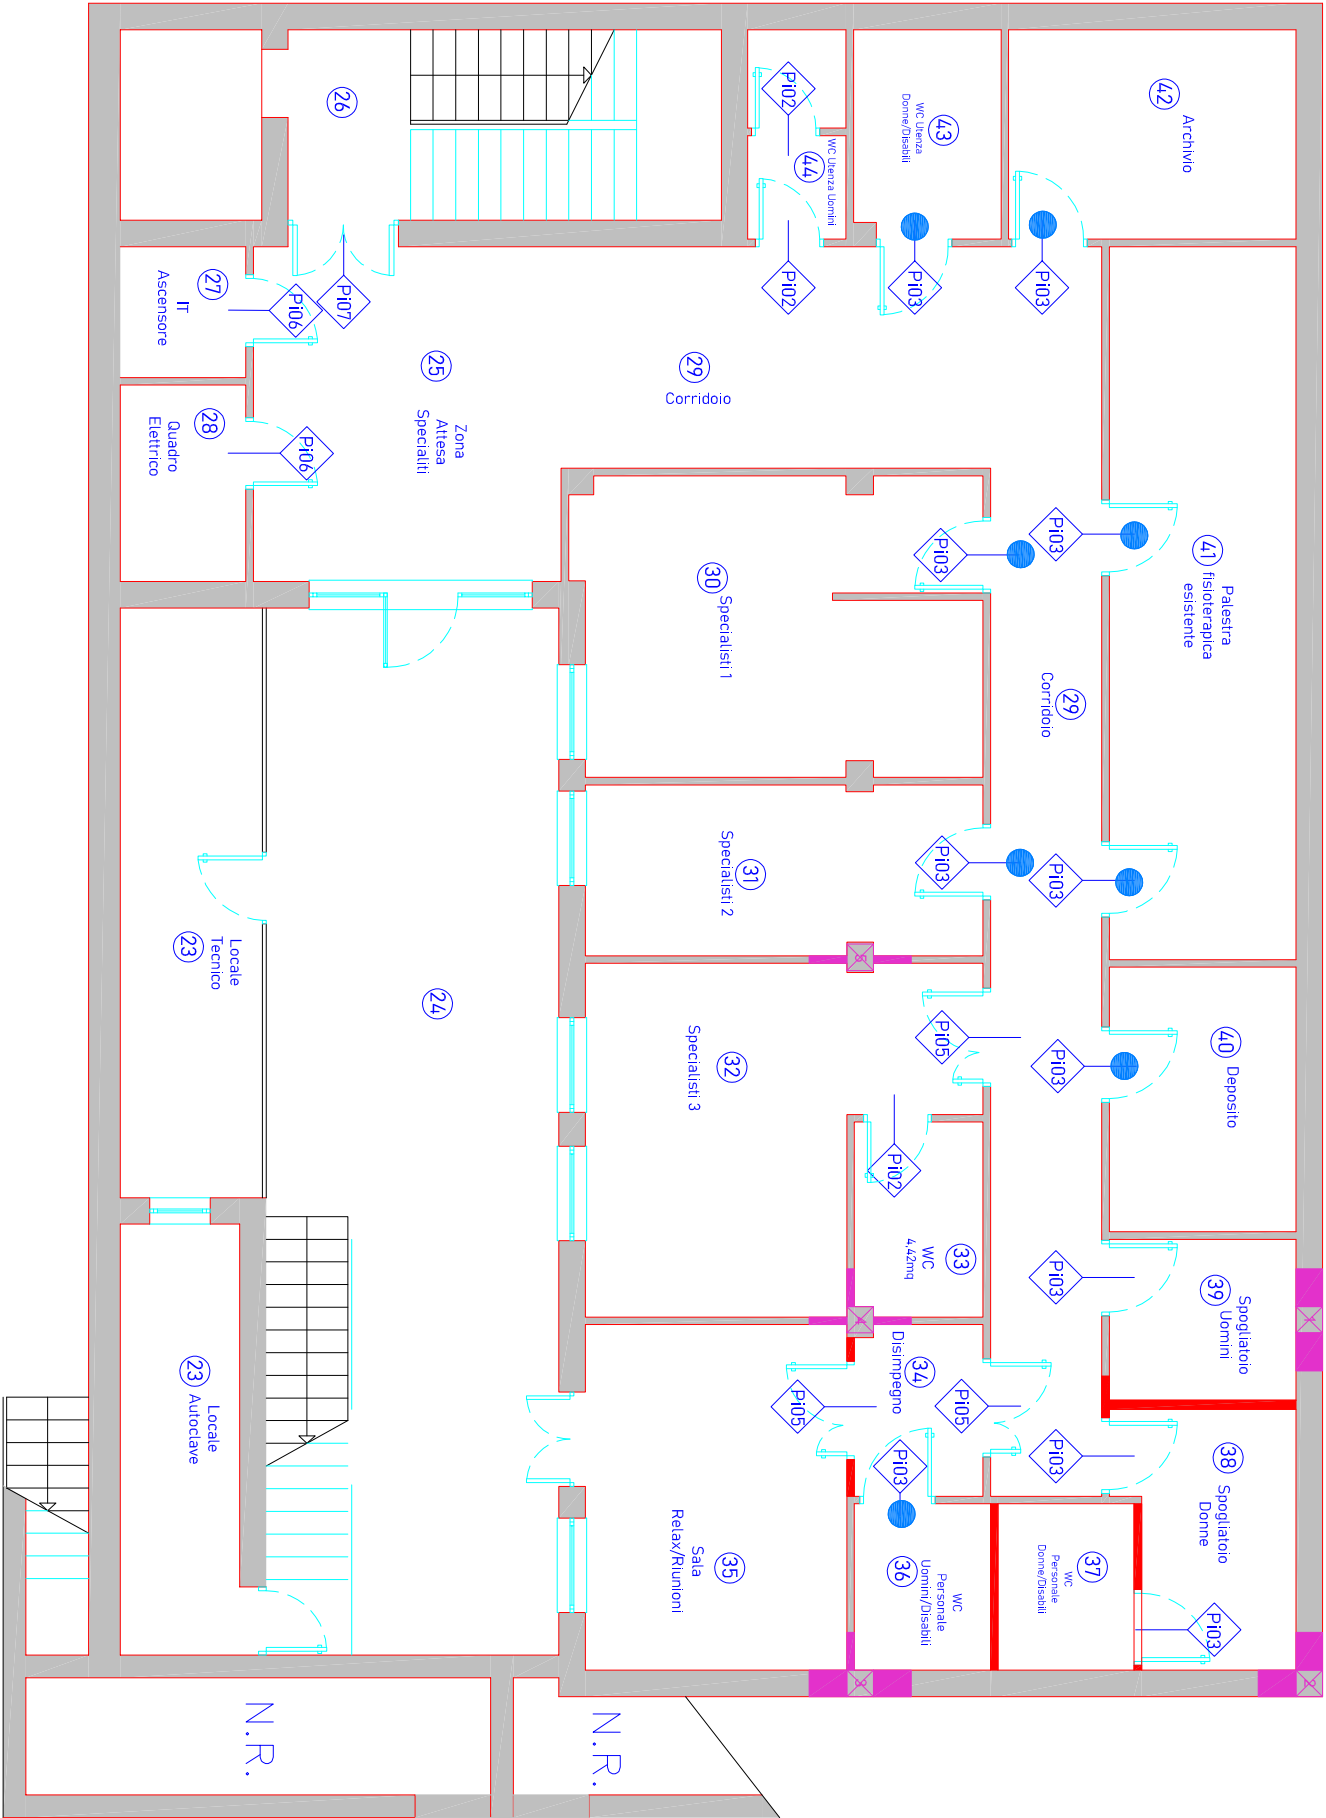 42
Archivio
43
WC Utenza
Donne/Disabili
Pi02
44
WC Utenza Uomini
26
Pi03
Pi03
Pi02
Pi07
Pi06
27
IT
Ascensore
25
Zona
Attesa
Specialiti
29
Corridoio
28
Quadro
Elettrico
Pi06
Palestra
41 fisioterapica
esistente
Pi03
Pi03
30
Specialisti 1
29
Corridoio
Pi03
Pi03
31
Specialisti 2
23
Locale
Tecnico
24
40 Deposito
Pi03
Pi05
32
Specialisti 3
Pi02
33
WC
4,42mq
39
Spogliatoio
Uomini
Pi03
34
Disimpegno
Pi05
Pi05
Pi03
Pi03
38
Spogliatoio
Donne
23
Locale
Autoclave
35
Sala
Relax/Riunioni
36
WC
Personale
Uomini/Disabili
37
WC
Personale
Donne/Disabili
Pi03
N.R.
N.R.